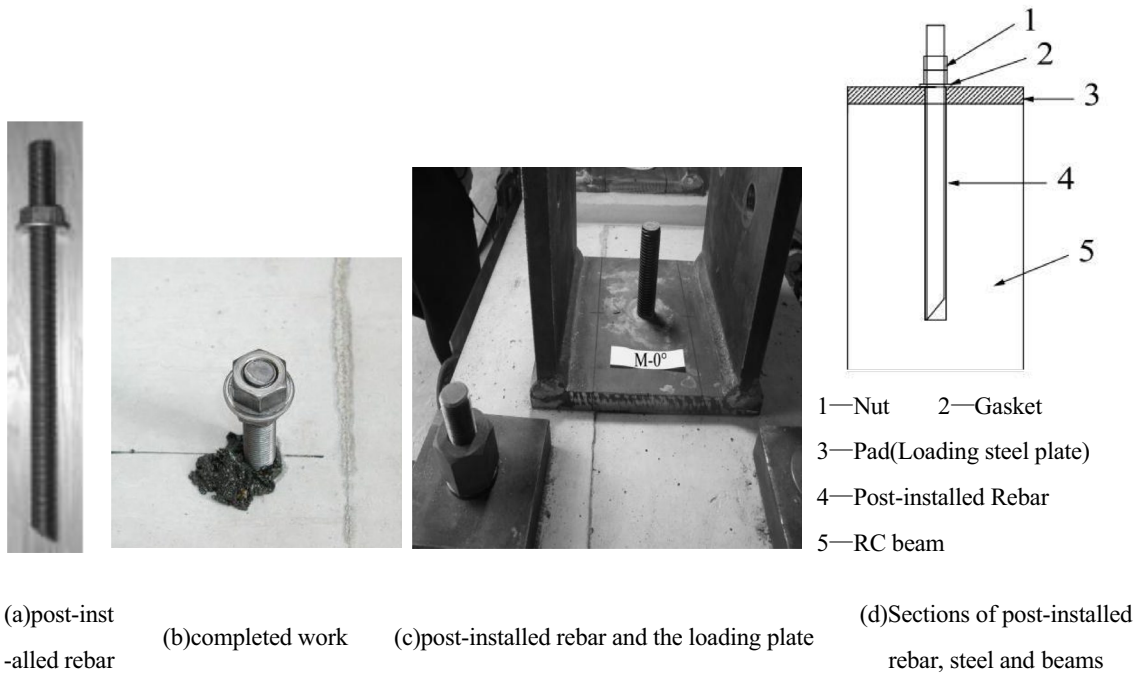 1
2
3
4
5
M-0°
1—Nut 2—Gasket
3—Pad(Loading steel plate)
4—Post-installed Rebar
5—RC beam
(a)post-inst
-alled rebar
(b)completed work
(c)post-installed rebar and the loading plate
(d)Sections of post-installed
rebar, steel and beams